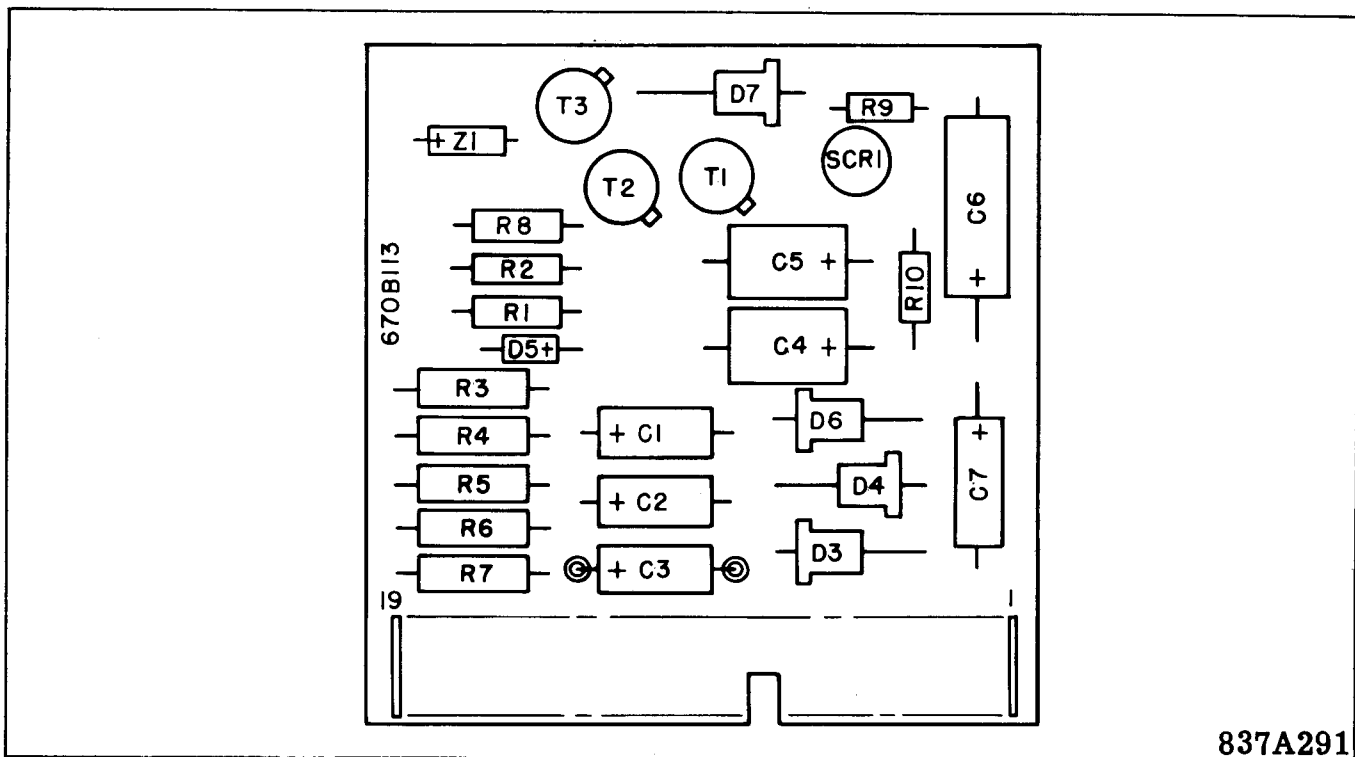 T3
D7
R9
+ Z1
SCR1
T2
T1
C6
+
R8
670B113
C5 +
R2
R10
R1
C4 +
D5+
R3
D6
+ C1
R4
+
C7
R5
D4
+ C2
R6
D3
+ C3
R7
19
1
837A291